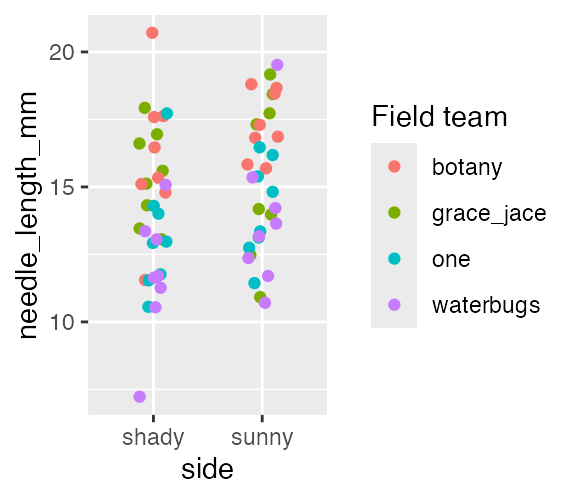 20
15
10
needle_length_mm
shady sunny
side
Field team
botany
grace_jace
one
waterbugs